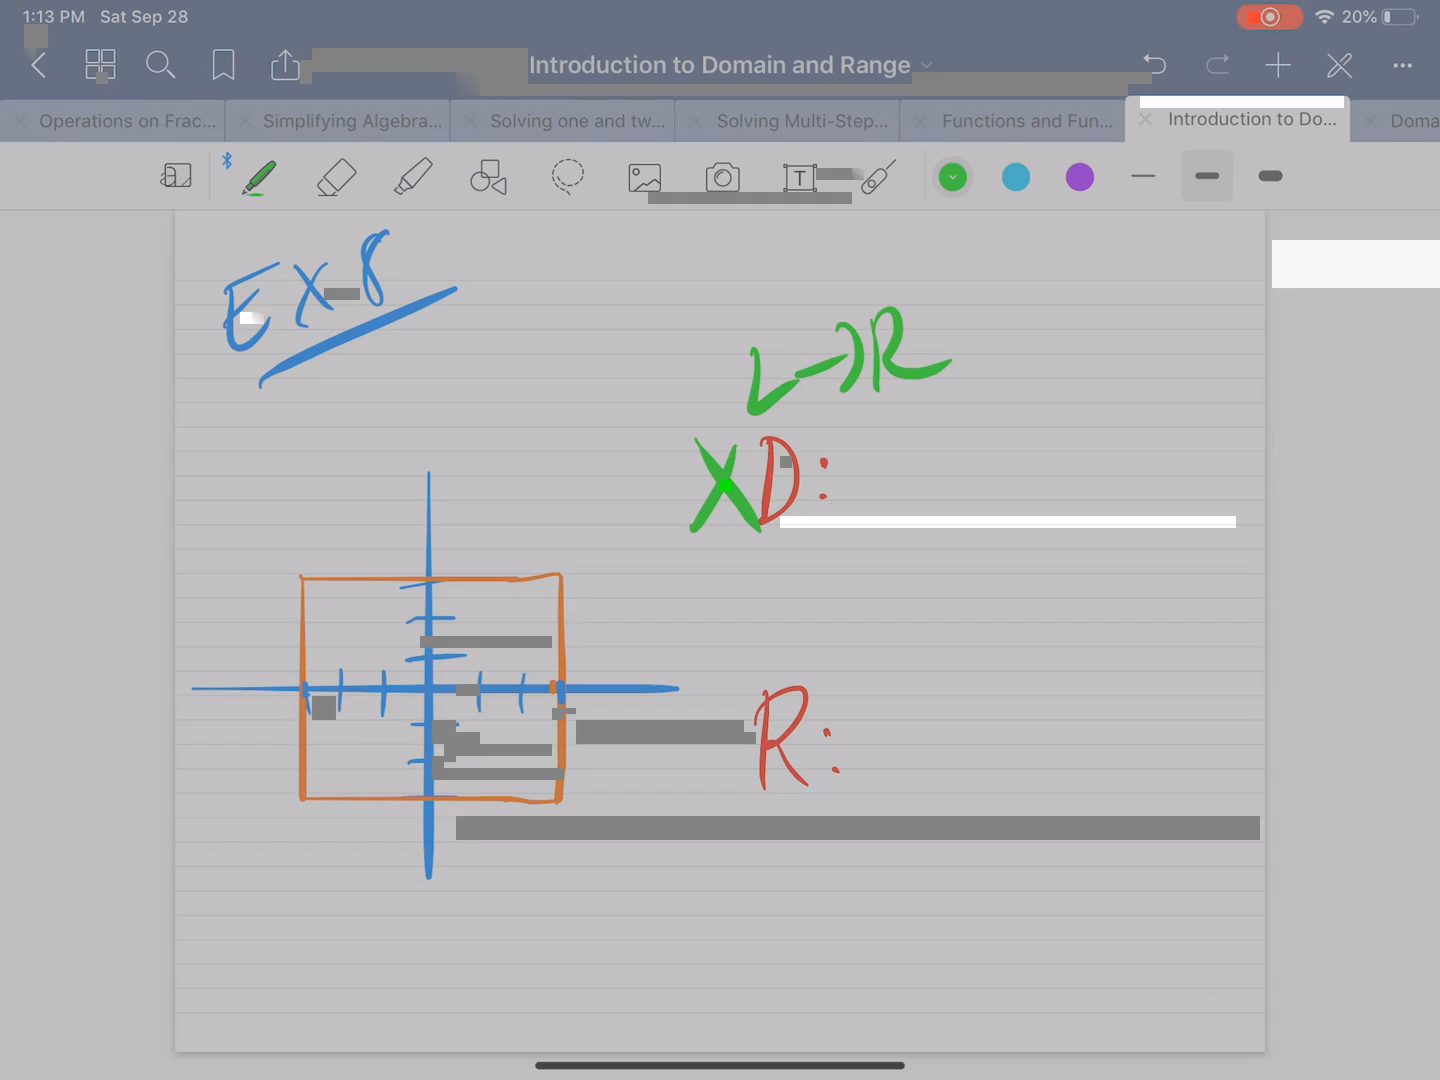 1:13 PM Sat Sep 28
20%
Introduction to Domain and Range
Operations on Frac...
Simplifying Algebra...
Solving one and tw...
Solving Multi-Step...
Functions and Fun...
Introduction to Do...
Doma
T
Ex 8
L→R
X D:
R: